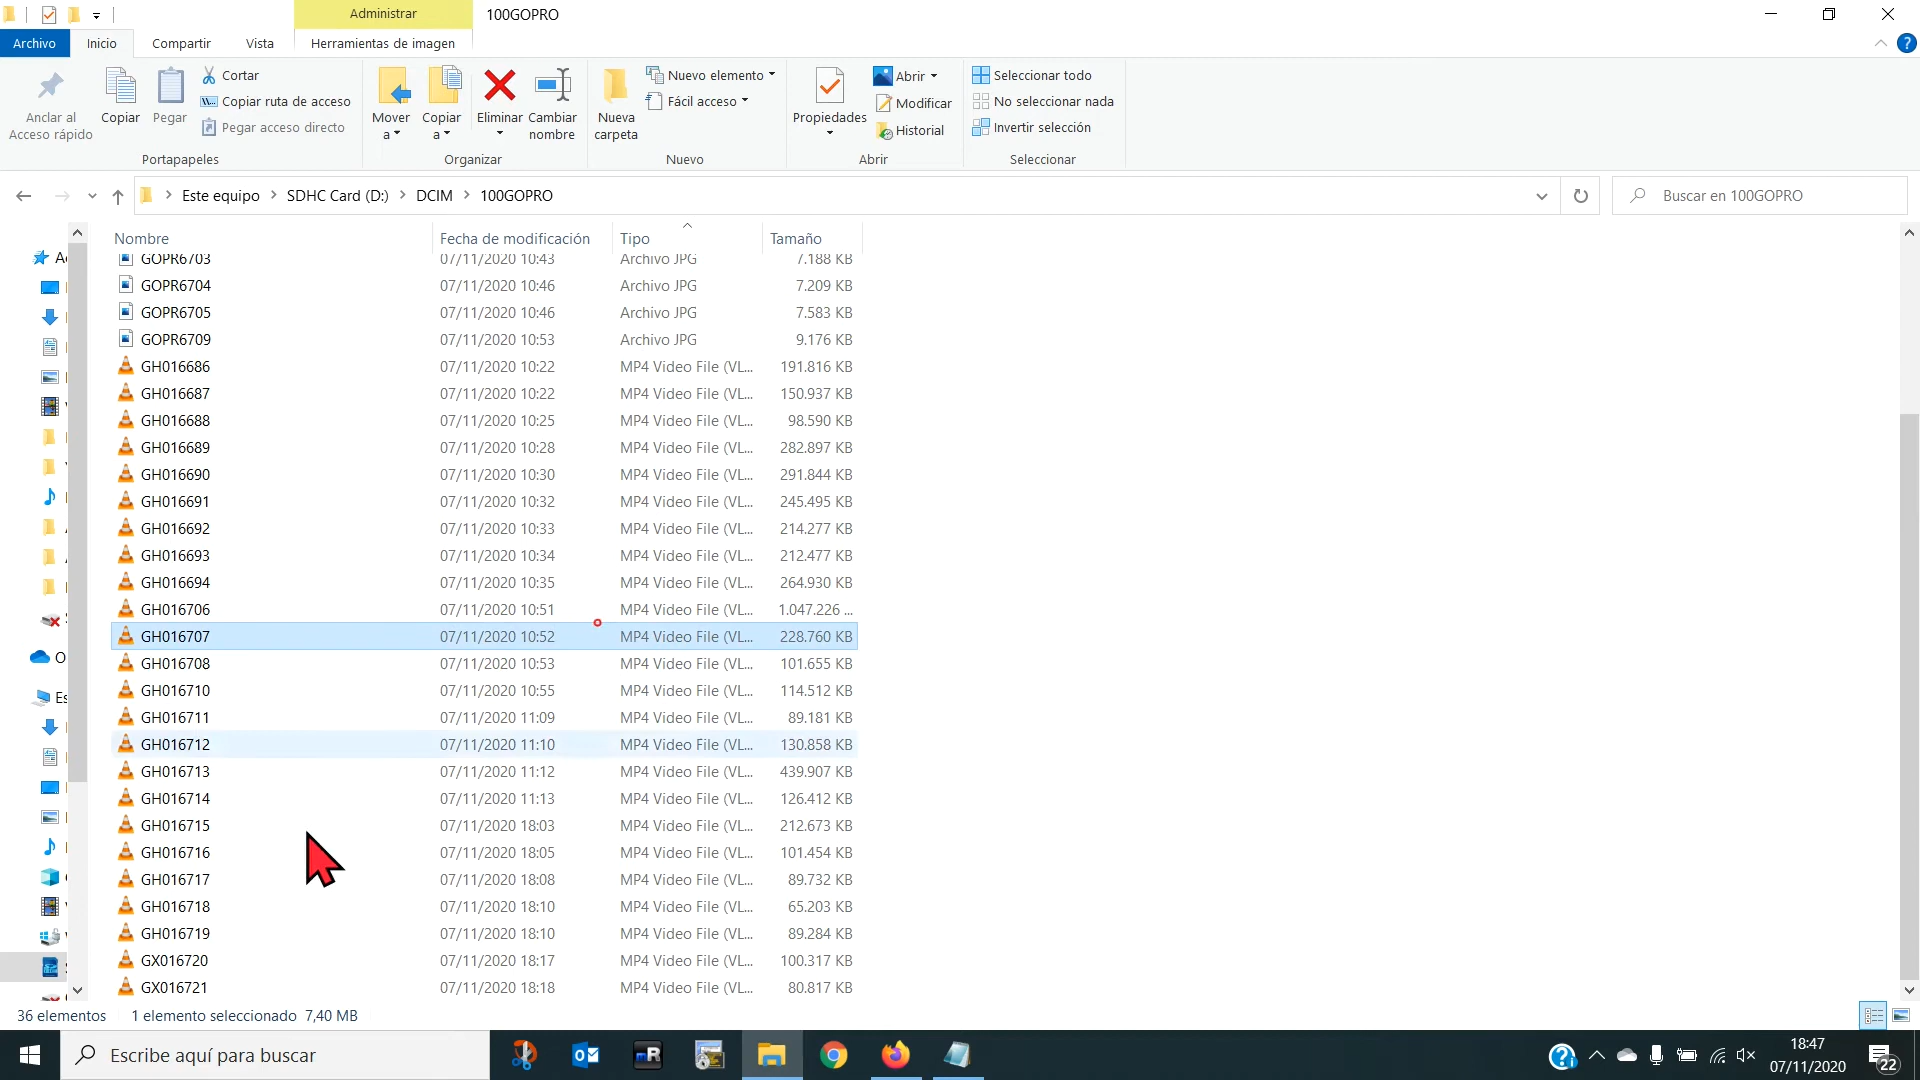 Administrar
100GOPRO
Archivo
Inicio
Compartir
Vista
Herramientas de imagen
?
Anclar al
Acceso rápido
Copiar
Pegar
Cortar
Copiar ruta de acceso
Pegar acceso directo
Portapapeles
Mover
a
Copiar
a
Eliminar
Cambiar
nombre
Organizar
Nueva
carpeta
Nuevo elemento
Fácil acceso
Nuevo
Propiedades
Abrir
Modificar
Historial
Abrir
Seleccionar todo
No seleccionar nada
Invertir selección
Seleccionar
Este equipo > SDHC Card (D:) > DCIM > 100GOPRO
Buscar en 100GOPRO
Nombre Fecha de modificación Tipo Tamaño
GOPR6703 07/11/2020 10:43 Archivo JPG 7.188 KB
GOPR6704 07/11/2020 10:46 Archivo JPG 7.209 KB
GOPR6705 07/11/2020 10:46 Archivo JPG 7.583 KB
GOPR6709 07/11/2020 10:53 Archivo JPG 9.176 KB
GH016686 07/11/2020 10:22 MP4 Video File (VL... 191.816 KB
GH016687 07/11/2020 10:22 MP4 Video File (VL... 150.937 KB
GH016688 07/11/2020 10:25 MP4 Video File (VL... 98.590 KB
GH016689 07/11/2020 10:28 MP4 Video File (VL... 282.897 KB
GH016690 07/11/2020 10:30 MP4 Video File (VL... 291.844 KB
GH016691 07/11/2020 10:32 MP4 Video File (VL... 245.495 KB
GH016692 07/11/2020 10:33 MP4 Video File (VL... 214.277 KB
GH016693 07/11/2020 10:34 MP4 Video File (VL... 212.477 KB
GH016694 07/11/2020 10:35 MP4 Video File (VL... 264.930 KB
GH016706 07/11/2020 10:51 MP4 Video File (VL... 1.047.226 ...
GH016707 07/11/2020 10:52 MP4 Video File (VL... 228.760 KB
GH016708 07/11/2020 10:53 MP4 Video File (VL... 101.655 KB
GH016710 07/11/2020 10:55 MP4 Video File (VL... 114.512 KB
GH016711 07/11/2020 11:09 MP4 Video File (VL... 89.181 KB
GH016712 07/11/2020 11:10 MP4 Video File (VL... 130.858 KB
GH016713 07/11/2020 11:12 MP4 Video File (VL... 439.907 KB
GH016714 07/11/2020 11:13 MP4 Video File (VL... 126.412 KB
GH016715 07/11/2020 18:03 MP4 Video File (VL... 212.673 KB
GH016716 07/11/2020 18:05 MP4 Video File (VL... 101.454 KB
GH016717 07/11/2020 18:08 MP4 Video File (VL... 89.732 KB
GH016718 07/11/2020 18:10 MP4 Video File (VL... 65.203 KB
GH016719 07/11/2020 18:10 MP4 Video File (VL... 89.284 KB
GX016720 07/11/2020 18:17 MP4 Video File (VL... 100.317 KB
GX016721 07/11/2020 18:18 MP4 Video File (VL... 80.817 KB
36 elementos 1 elemento seleccionado 7,40 MB
Escribe aquí para buscar
mR
18:47
07/11/2020
22